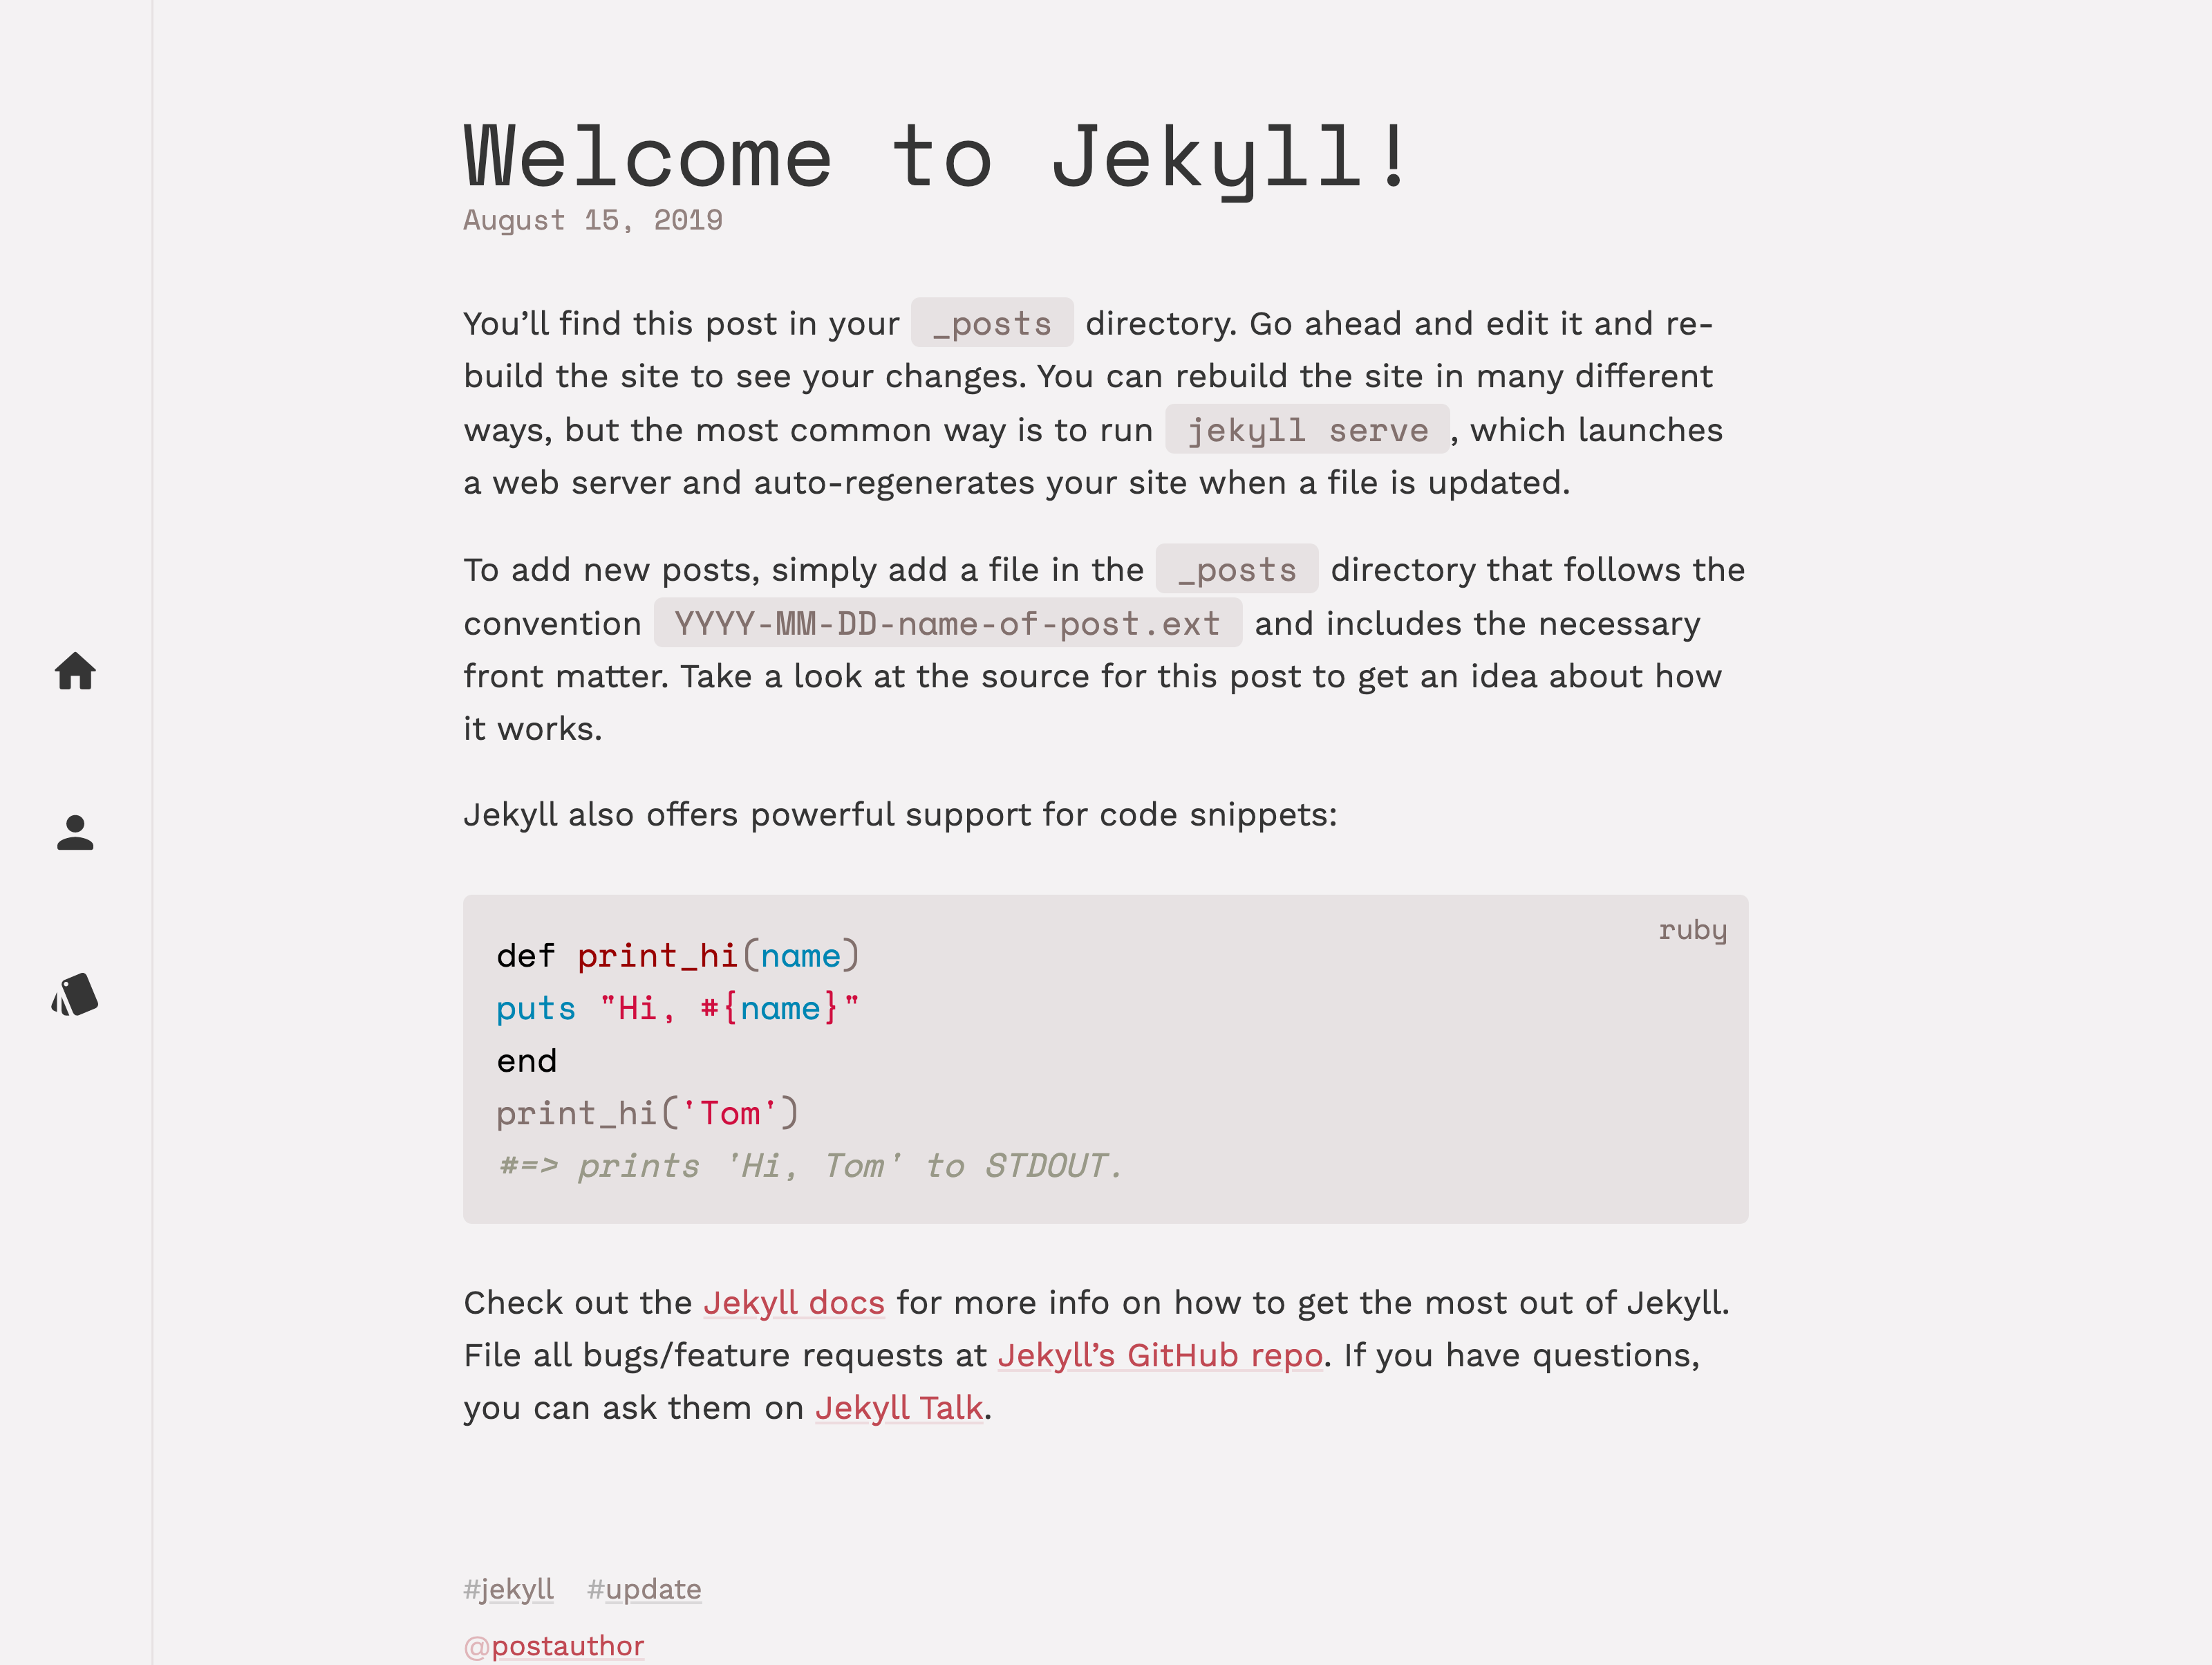 Welcome to Jekyll!
August 15, 2019
You’ll find this post in your _posts directory. Go ahead and edit it and re-
build the site to see your changes. You can rebuild the site in many different
ways, but the most common way is to run jekyll serve, which launches
a web server and auto-regenerates your site when a file is updated.
To add new posts, simply add a file in the _posts directory that follows the
convention YYYY-MM-DD-name-of-post.ext and includes the necessary
front matter. Take a look at the source for this post to get an idea about how
it works.
Jekyll also offers powerful support for code snippets:
ruby
def print_hi(name)
puts "Hi, #{name}"
end
print_hi('Tom')
#=> prints 'Hi, Tom' to STDOUT.
Check out the Jekyll docs for more info on how to get the most out of Jekyll.
File all bugs/feature requests at Jekyll’s GitHub repo. If you have questions,
you can ask them on Jekyll Talk.
#jekyll #update
@postauthor